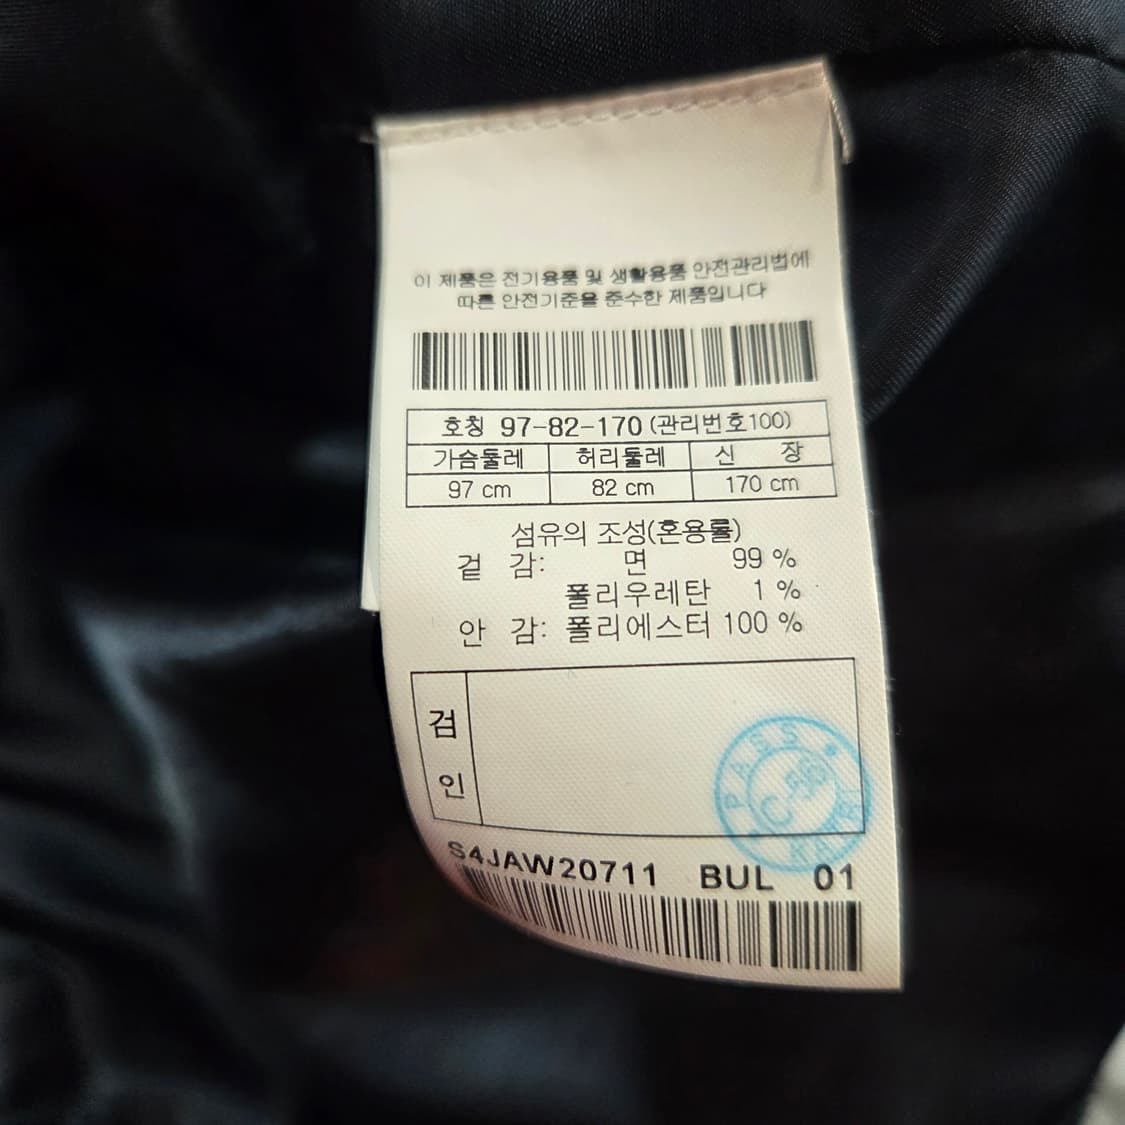 이 제품은 전기용품 및 생활용품 안전관리법에
따른 안전기준을 준수한 제품입니다
호칭 97-82-170 (관리번호100)
가슴둘레 허리둘레 신 장
97 cm 82 cm 170 cm
섬유의 조성(혼용률)
겉 감: 면 99 %
폴리우레탄 1 %
안 감: 폴리에스터 100 %
검
인
PASS
S4JAW20711 BUL 01